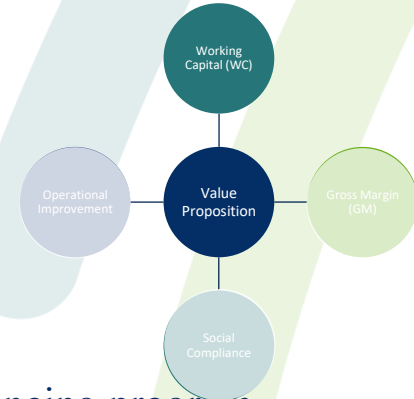 Working
Capital (WC)
Operational
Improvement
Value
Proposition
Gross Margin
(GM)
Social
Compliance